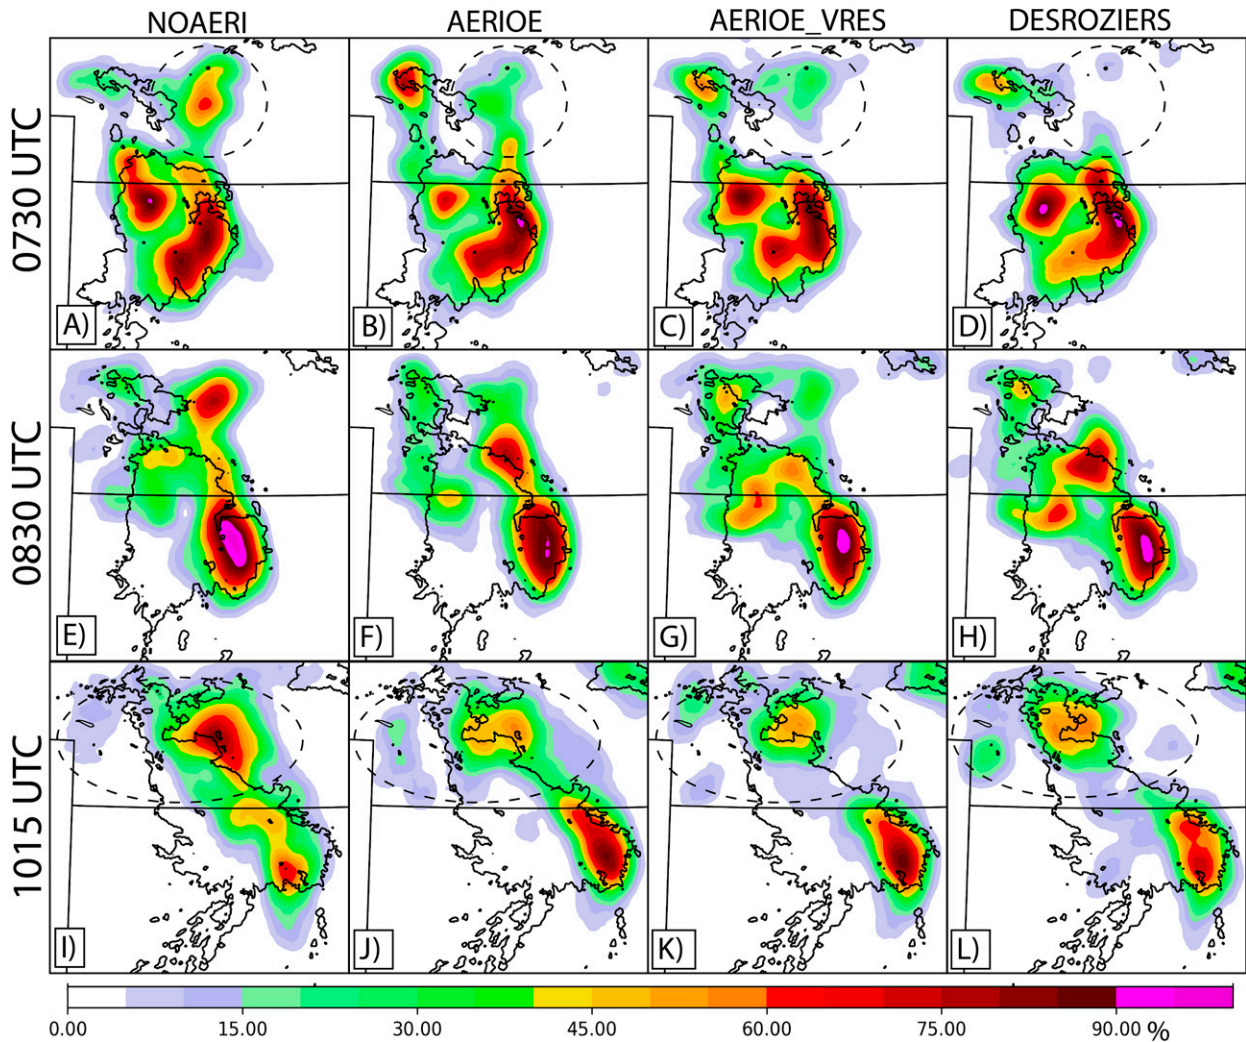 NOAERI AERIOE AERIOE_VRES DESROZIERS
0730 UTC
A) B) C) D)
0830 UTC
E) F) G) H)
1015 UTC
I) J) K) L)
0.00 15.00 30.00 45.00 60.00 75.00 90.00 %